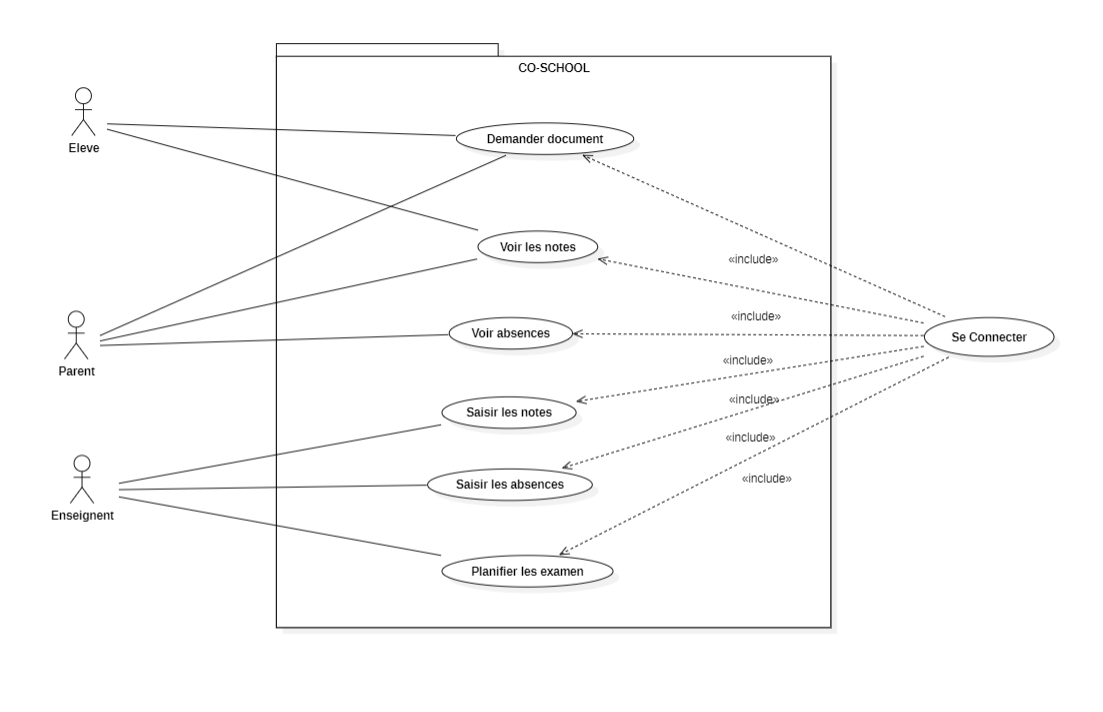 CO-SCHOOL
Eleve
Demander document
Voir les notes
«include»
«include»
Voir absences
Se Connecter
Parent
«include»
«include»
Saisir les notes
«include»
Saisir les absences
«include»
Enseignent
Planifier les examen